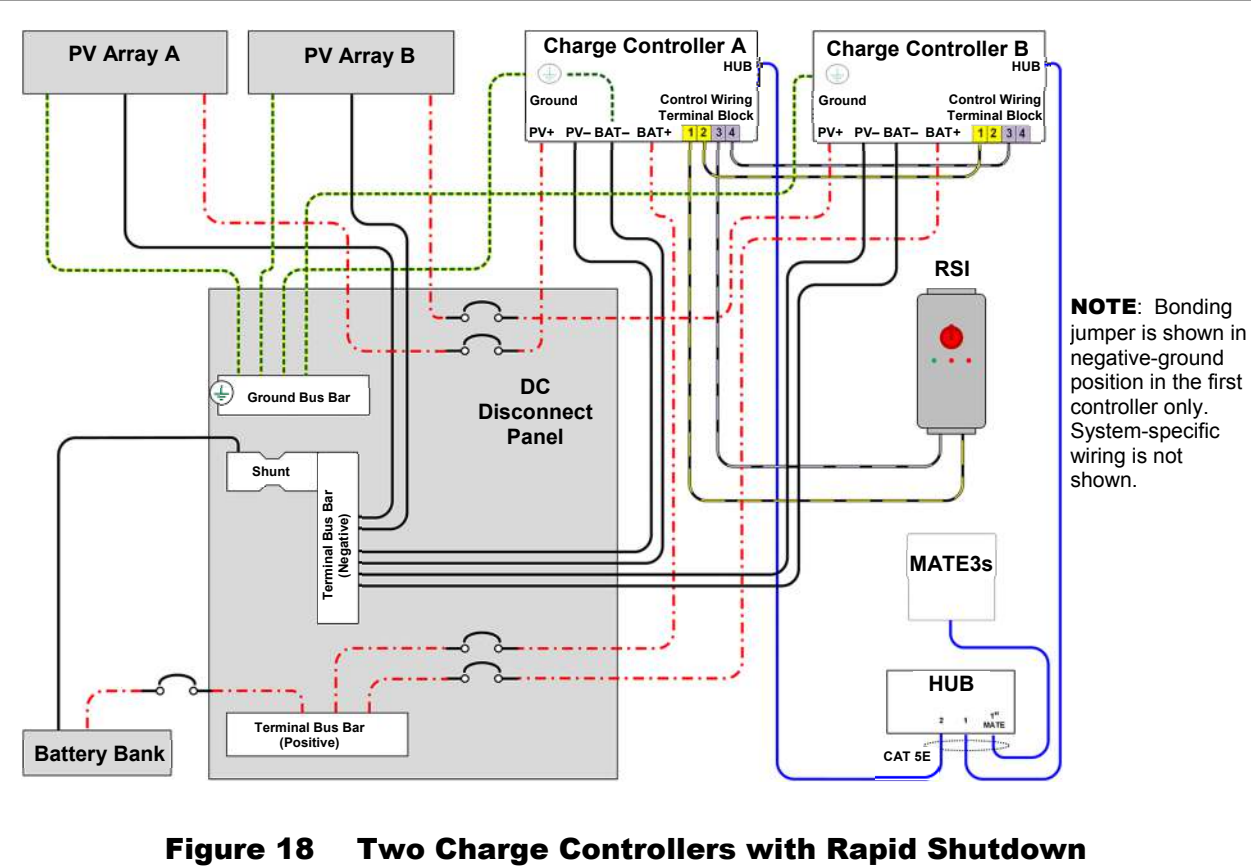 PV Array A
PV Array B
Charge Controller A
HUB
Ground
Control Wiring
Terminal Block
PV+ PV– BAT– BAT+ 1 2 3 4
Charge Controller B
HUB
Ground
Control Wiring
Terminal Block
PV+ PV– BAT– BAT+ 1 2 3 4
RSI
NOTE: Bonding
jumper is shown in
negative-ground
position in the first
controller only.
System-specific
wiring is not
shown.
Ground Bus Bar
DC
Disconnect
Panel
Shunt
Terminal Bus Bar
(Negative)
MATE3s
HUB
2 1 1st
MATE
CAT 5E
Terminal Bus Bar
(Positive)
Battery Bank
Figure 18 Two Charge Controllers with Rapid Shutdown